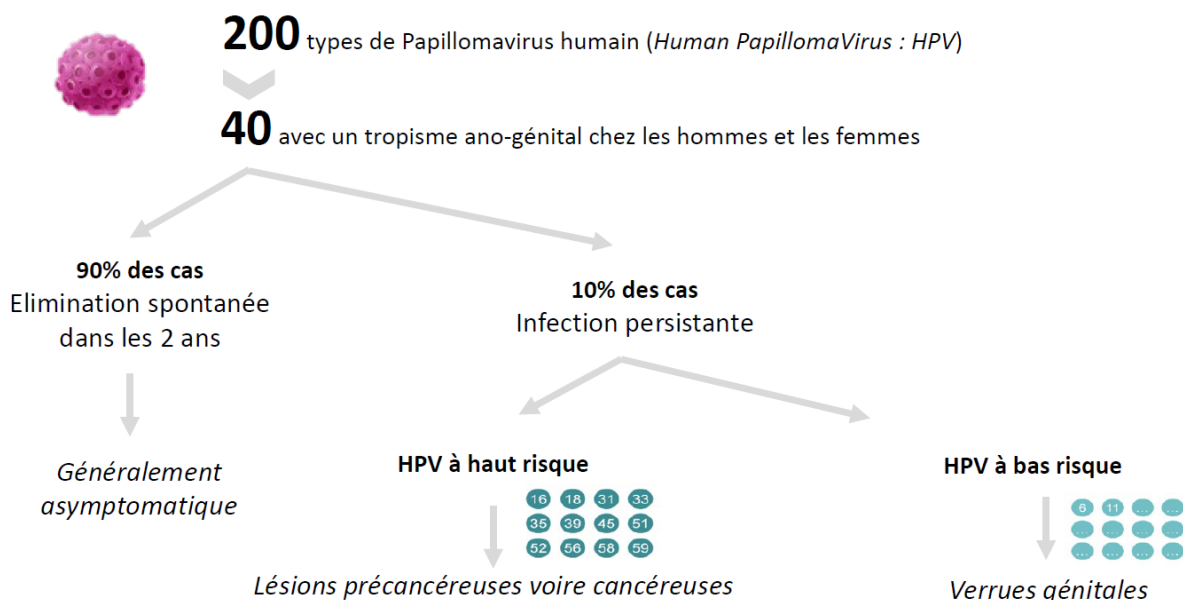 200 types de Papillomavirus humain (Human PapillomaVirus : HPV)
40 avec un tropisme ano-génital chez les hommes et les femmes
90% des cas
Elimination spontanée
dans les 2 ans
10% des cas
Infection persistante
Généralement
asymptomatique
HPV à haut risque
16 18 31 33
35 39 45 51
52 56 58 59
Lésions précancéreuses voire cancéreuses
HPV à bas risque
6 11 ... ...
... ... ... ...
... ... ... ...
Verrues génitales